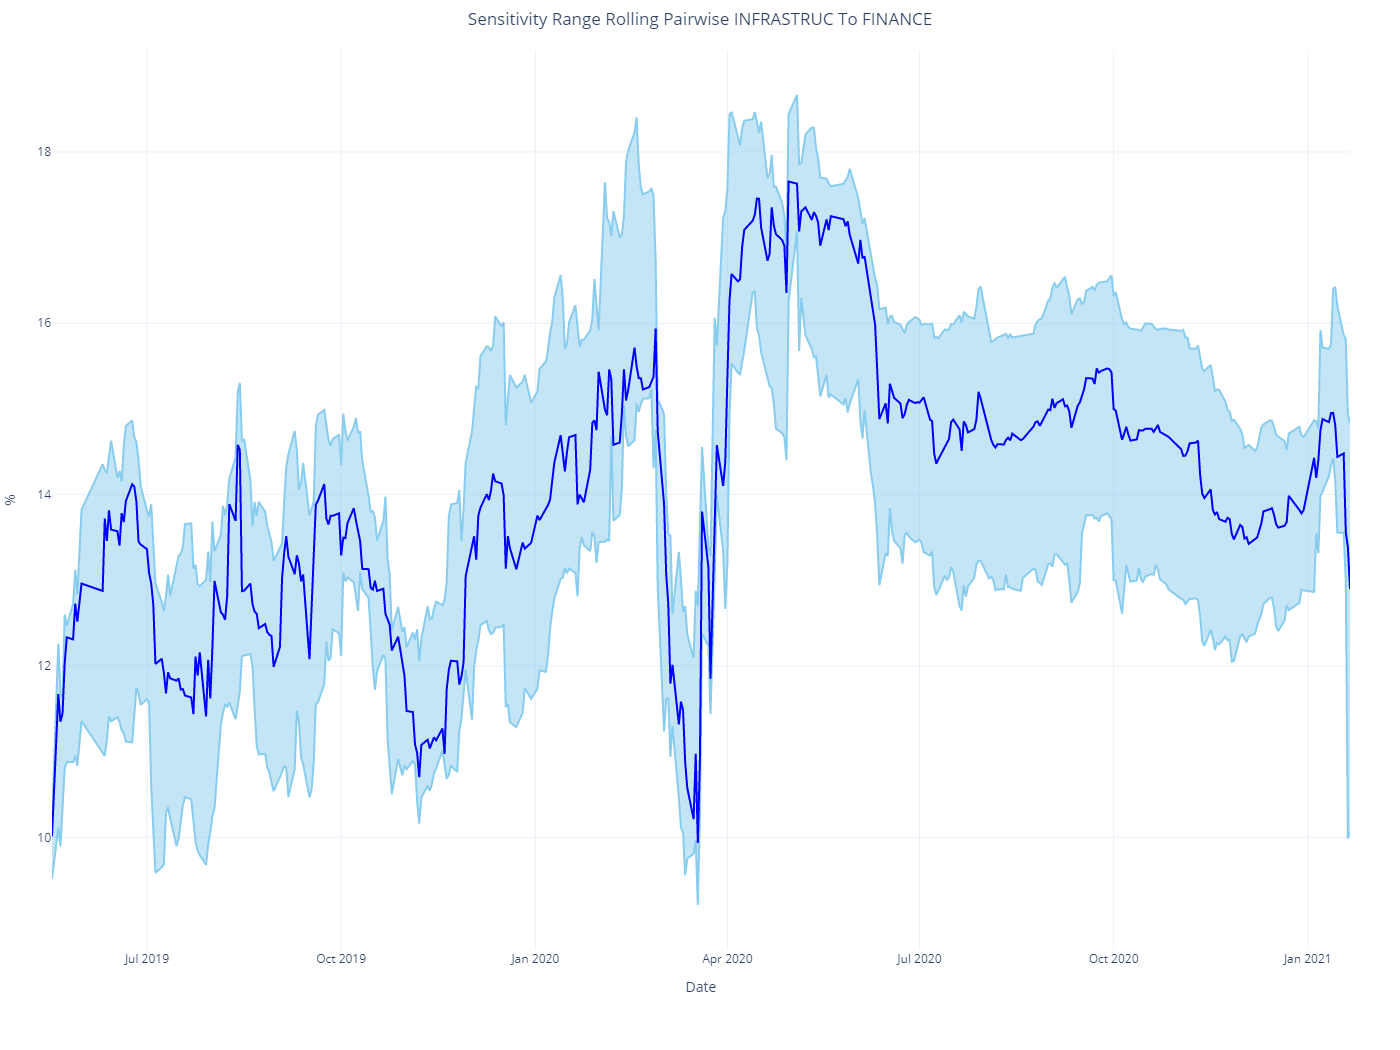 Sensitivity Range Rolling Pairwise INFRASTRUC To FINANCE
18
16
14
12
10
%
Jul 2019
Oct 2019
Jan 2020
Apr 2020
Jul 2020
Oct 2020
Jan 2021
Date